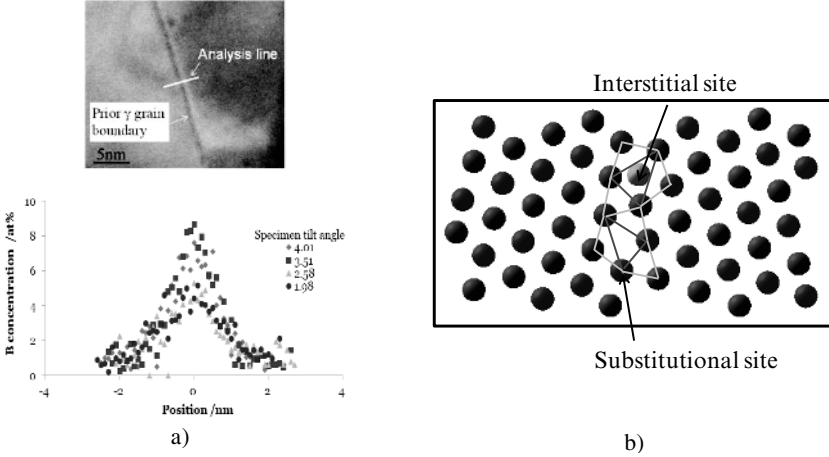 Analysis line
Prior γ grain
boundary
5nm
B concentration /at%
10
8
6
4
2
0
-4
-2
0
2
4
Position /nm
Specimen tilt angle
4.01
3.51
2.58
1.98
a)
Interstitial site
Substitutional site
b)